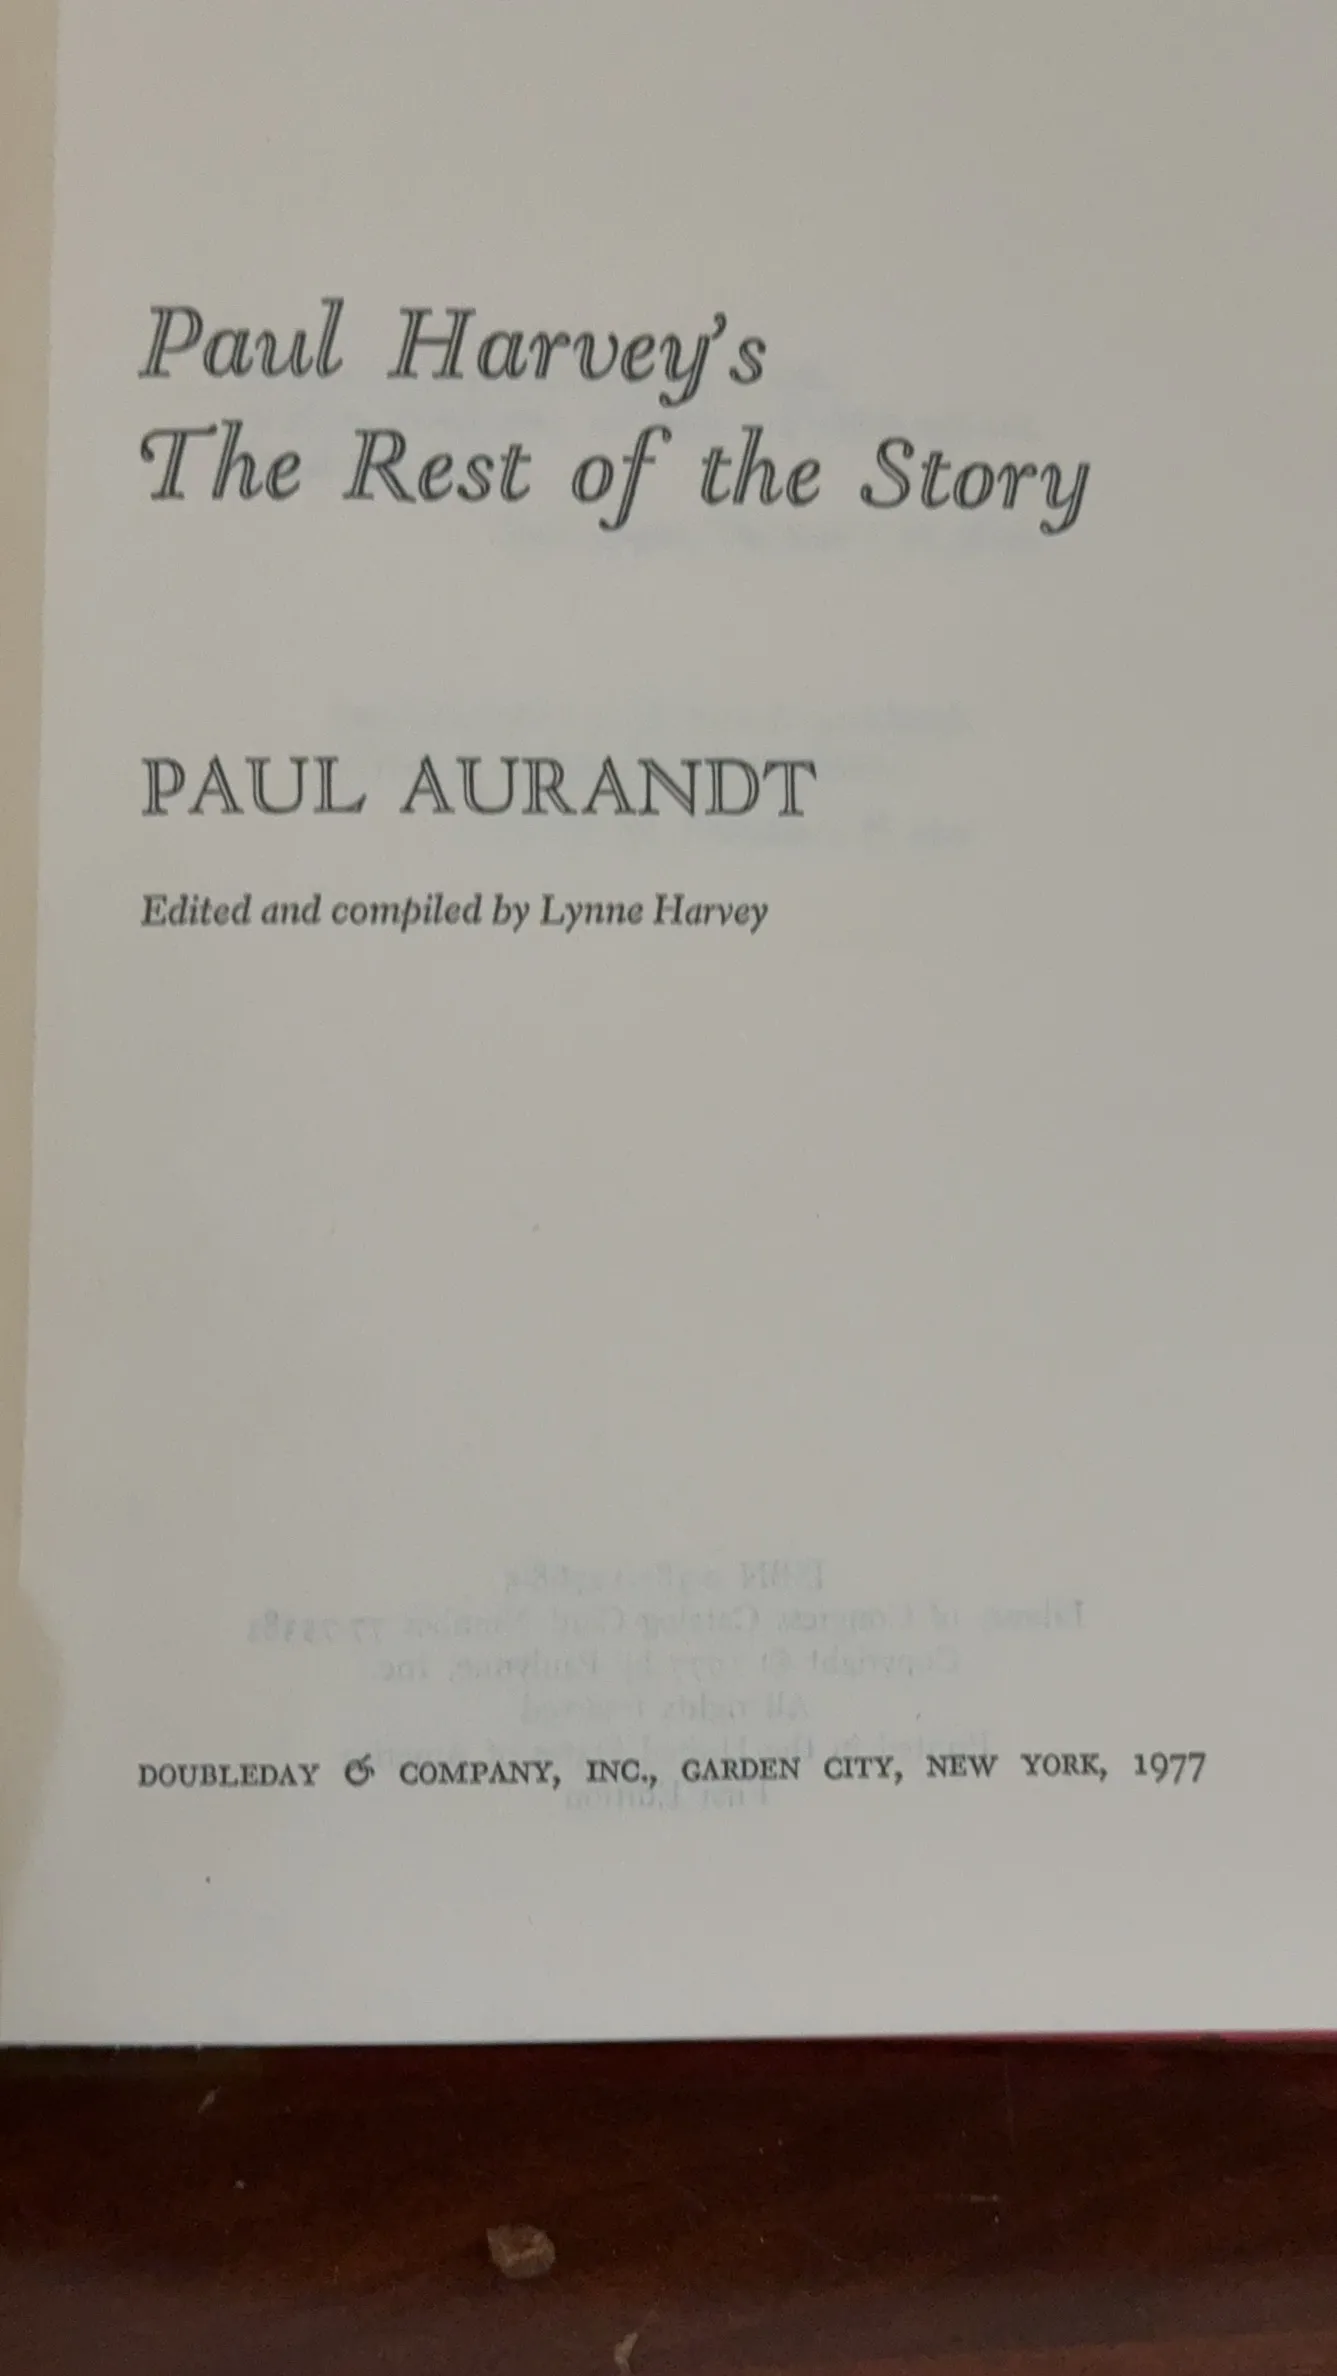 Paul Harvey's
The Rest of the Story
PAUL AURANDT
Edited and compiled by Lynne Harvey
DOUBLEDAY & COMPANY, INC., GARDEN CITY, NEW YORK, 1977